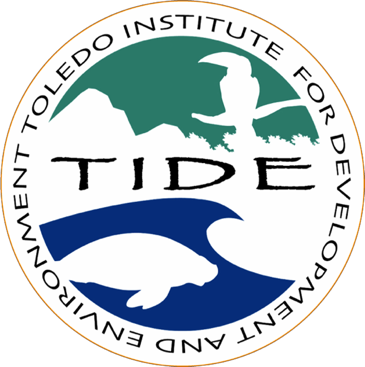 TOLEDO INSTITUTE FOR DEVELOPMENT AND ENVIRONMENT
TIDE